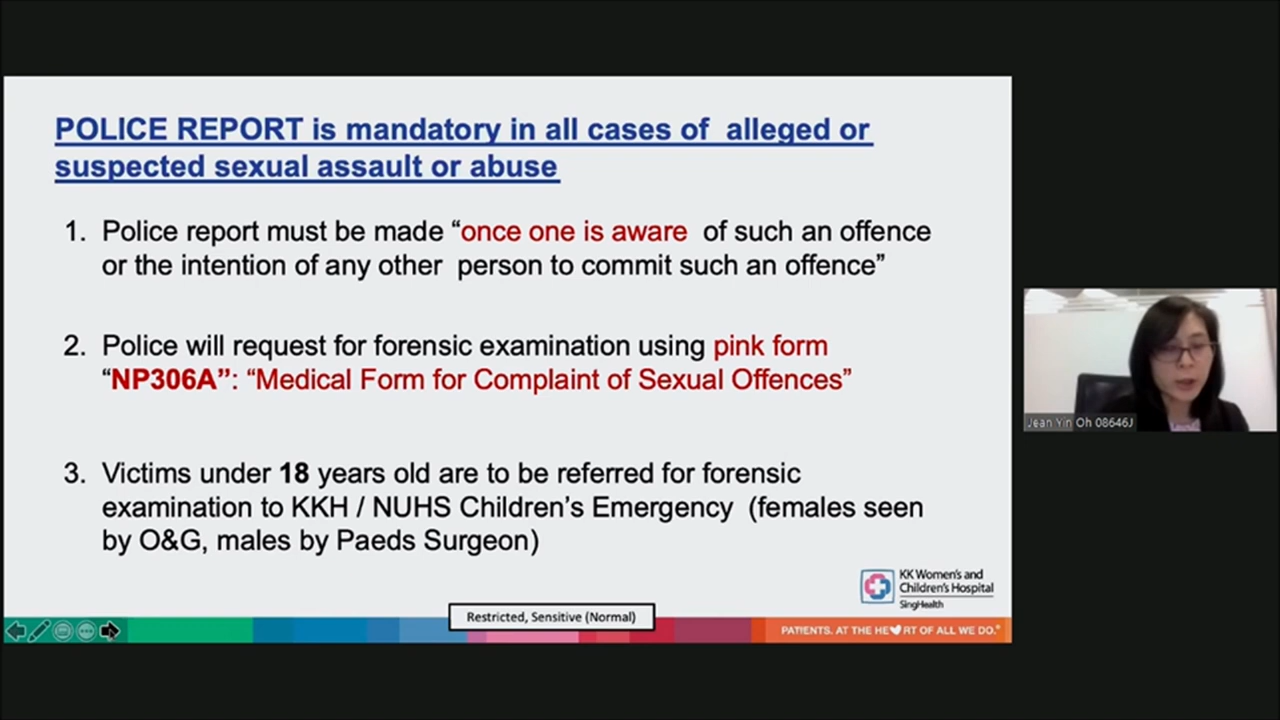 POLICE REPORT is mandatory in all cases of alleged or
suspected sexual assault or abuse
1. Police report must be made “once one is aware of such an offence
or the intention of any other person to commit such an offence”
2. Police will request for forensic examination using pink form
“NP306A”: “Medical Form for Complaint of Sexual Offences”
3. Victims under 18 years old are to be referred for forensic
examination to KKH / NUHS Children’s Emergency (females seen
by O&G, males by Paeds Surgeon)
KK Women's and
Children's Hospital
SingHealth
Restricted, Sensitive (Normal)
PATIENTS. AT THE HE RT OF ALL WE DO.®
Jean Yin Oh 08646J